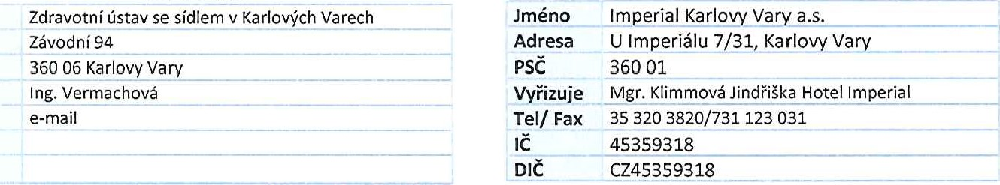 Zdravotní ústav se sídlem v Karlových Varech
Závodní 94
360 06 Karlovy Vary
Ing. Vermachová
e-mail
Jméno Imperial Karlovy Vary a.s.
Adresa U Imperiálu 7/31, Karlovy Vary
PSČ 360 01
Vyřizuje Mgr. Klimmová Jindřiška Hotel Imperial
Tel/ Fax 35 320 3820/731 123 031
IČ 45359318
DIČ CZ45359318